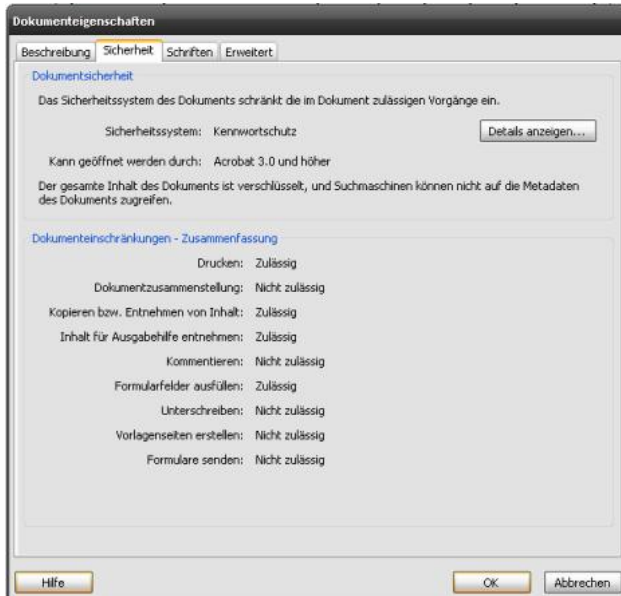 Dokumenteigenschaften
Beschreibung Sicherheit Schriften Erweitert
Dokumentsicherheit
Das Sicherheitssystem des Dokuments schränkt die im Dokument zulässigen Vorgänge ein.
Sicherheitssystem: Kennwortschutz Details anzeigen...
Kann geöffnet werden durch: Acrobat 3.0 und höher
Der gesamte Inhalt des Dokuments ist verschlüsselt, und Suchmaschinen können nicht auf die Metadaten
des Dokuments zugreifen.
Dokumenteinschränkungen - Zusammenfassung
Drucken: Zulässig
Dokumentzusammenstellung: Nicht zulässig
Kopieren bzw. Entnehmen von Inhalt: Zulässig
Inhalt für Ausgabehilfe entnehmen: Zulässig
Kommentieren: Nicht zulässig
Formularfelder ausfüllen: Zulässig
Unterschreiben: Nicht zulässig
Vorlagenseiten erstellen: Nicht zulässig
Formulare senden: Nicht zulässig
Hilfe OK Abbrechen